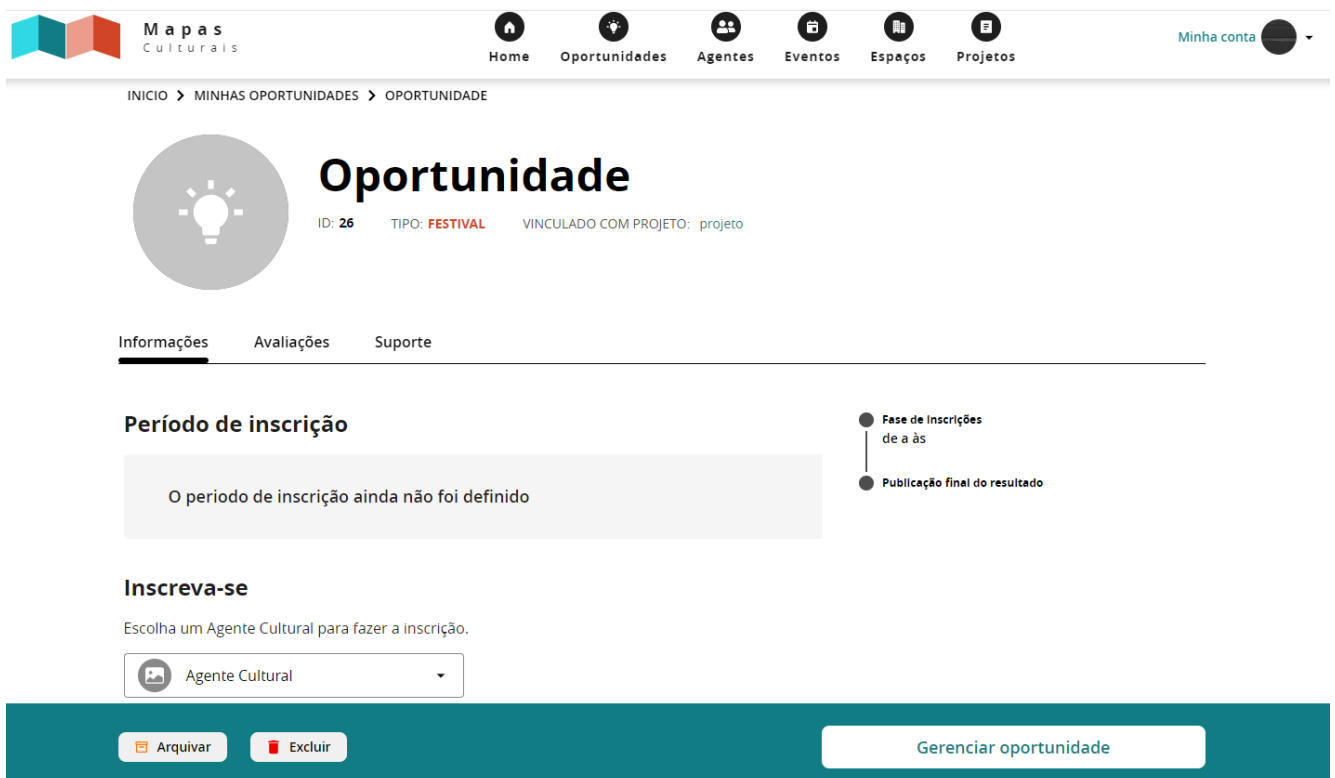 Mapas
Culturais
Home
Oportunidades
Agentes
Eventos
Espaços
Projetos
Minha conta
INICIO > MINHAS OPORTUNIDADES > OPORTUNIDADE
Oportunidade
ID: 26 TIPO: FESTIVAL VINCULADO COM PROJETO: projeto
Informações Avaliações Suporte
Período de inscrição
O periodo de inscrição ainda não foi definido
Fase de inscrições
de a às
Publicação final do resultado
Inscreva-se
Escolha um Agente Cultural para fazer a inscrição.
Agente Cultural
Arquivar
Excluir
Gerenciar oportunidade